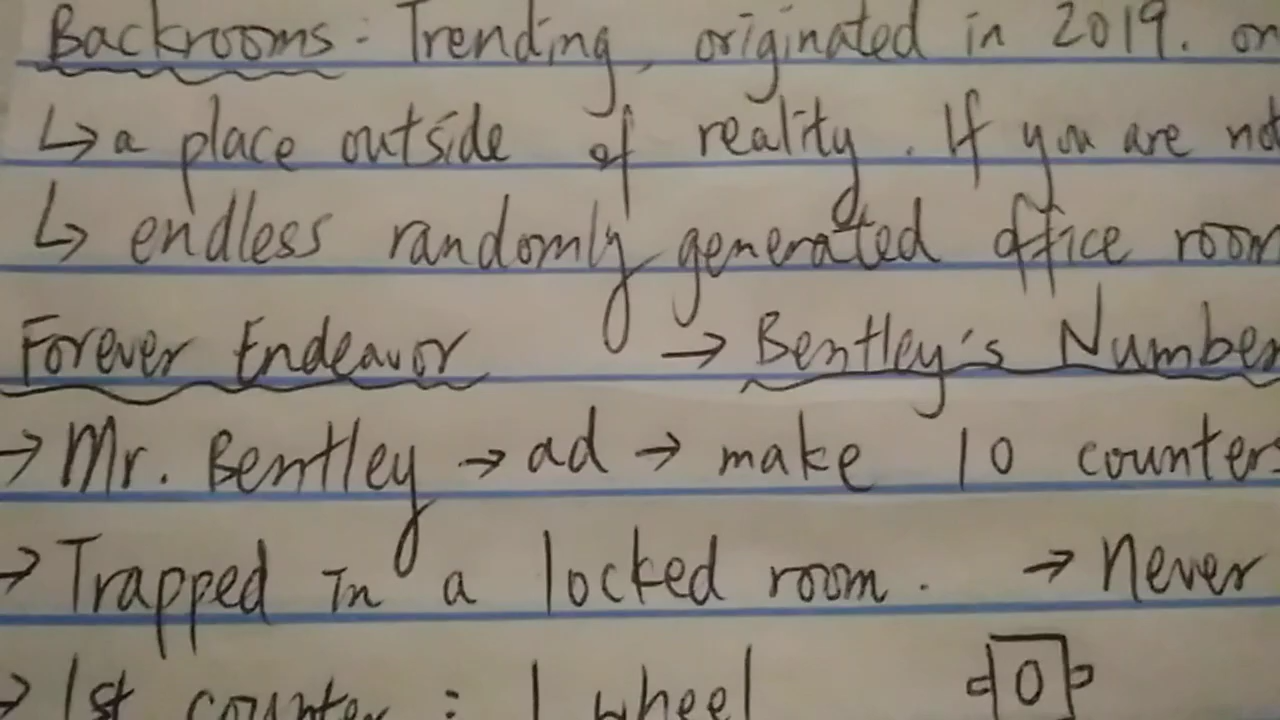 Backrooms: Trending, originated in 2019. on
↳ a place outside of reality. If you are not
↳ endless randomly generated office room
Forever Endeavor → Bentley's Number
→ Mr. Bentley → ad → make 10 counters
→ Trapped in a locked room. → never
→ 1st counter : 1 wheel 0